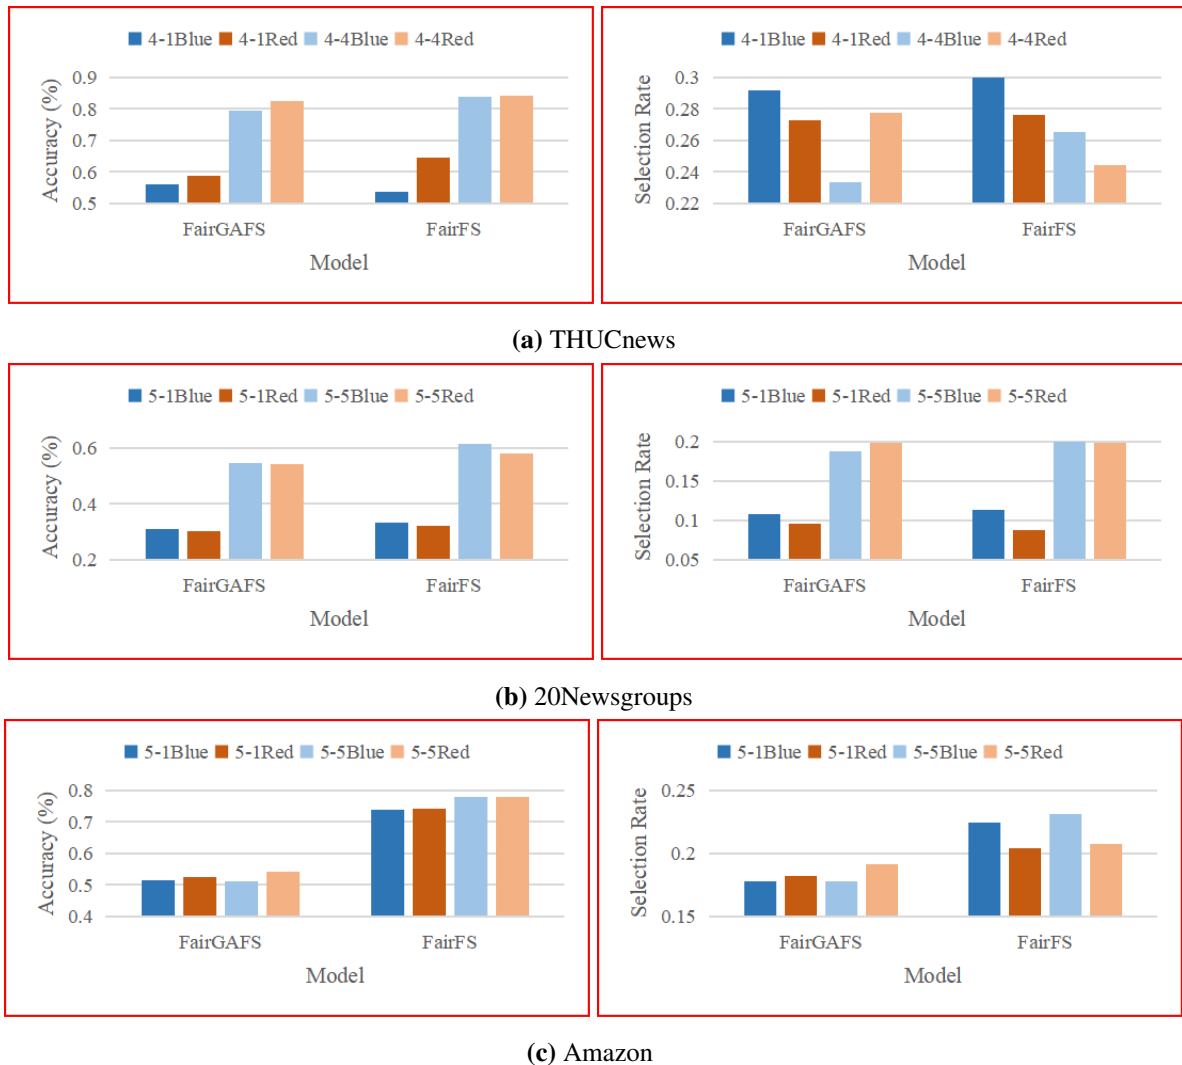 4-1Blue 4-1Red 4-4Blue 4-4Red
Accuracy (%)
0.9
0.8
0.7
0.6
0.5
FairGAFS FairFS
Model
4-1Blue 4-1Red 4-4Blue 4-4Red
Selection Rate
0.3
0.28
0.26
0.24
0.22
FairGAFS FairFS
Model
(a) THUCnews
5-1Blue 5-1Red 5-5Blue 5-5Red
Accuracy (%)
0.6
0.4
0.2
FairGAFS FairFS
Model
5-1Blue 5-1Red 5-5Blue 5-5Red
Selection Rate
0.2
0.15
0.1
0.05
FairGAFS FairFS
Model
(b) 20Newsgroups
5-1Blue 5-1Red 5-5Blue 5-5Red
Accuracy (%)
0.8
0.7
0.6
0.5
0.4
FairGAFS FairFS
Model
5-1Blue 5-1Red 5-5Blue 5-5Red
Selection Rate
0.25
0.2
0.15
FairGAFS FairFS
Model
(c) Amazon